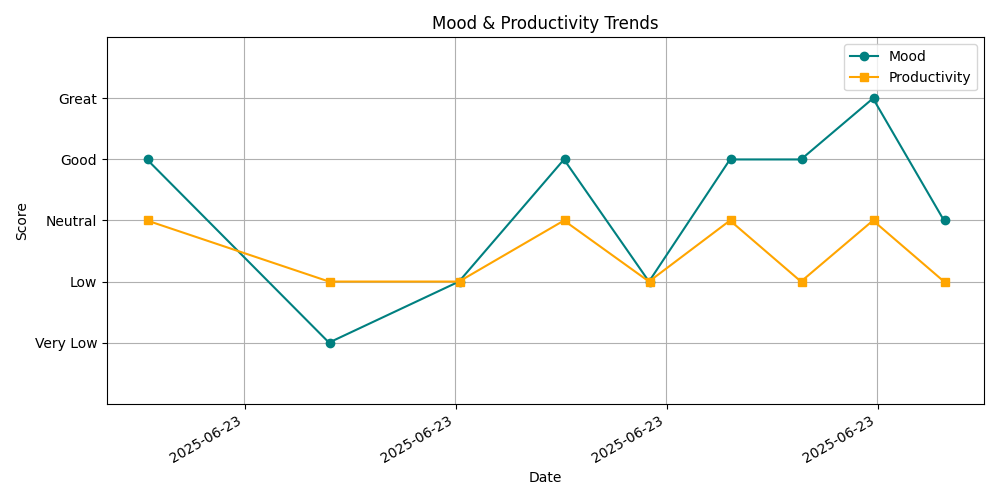 Mood & Productivity Trends
Mood
Productivity
Great
Good
Neutral
Low
Very Low
Score
2025-06-23
2025-06-23
2025-06-23
2025-06-23
Date